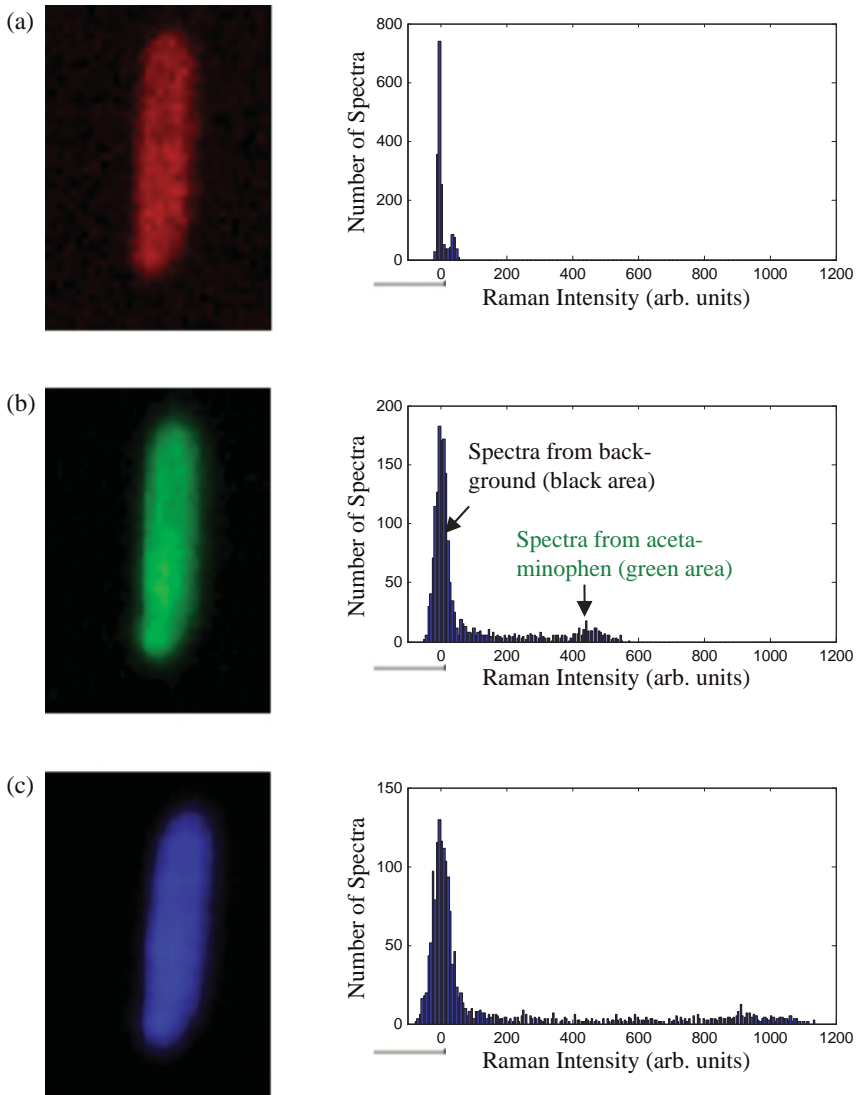 (a)
800
600
400
200
0
Number of Spectra
0 200 400 600 800 1000 1200
Raman Intensity (arb. units)
(b)
200
150
100
50
0
Number of Spectra
Spectra from back-
ground (black area)
Spectra from aceta-
minophen (green area)
0 200 400 600 800 1000 1200
Raman Intensity (arb. units)
(c)
150
100
50
0
Number of Spectra
0 200 400 600 800 1000 1200
Raman Intensity (arb. units)